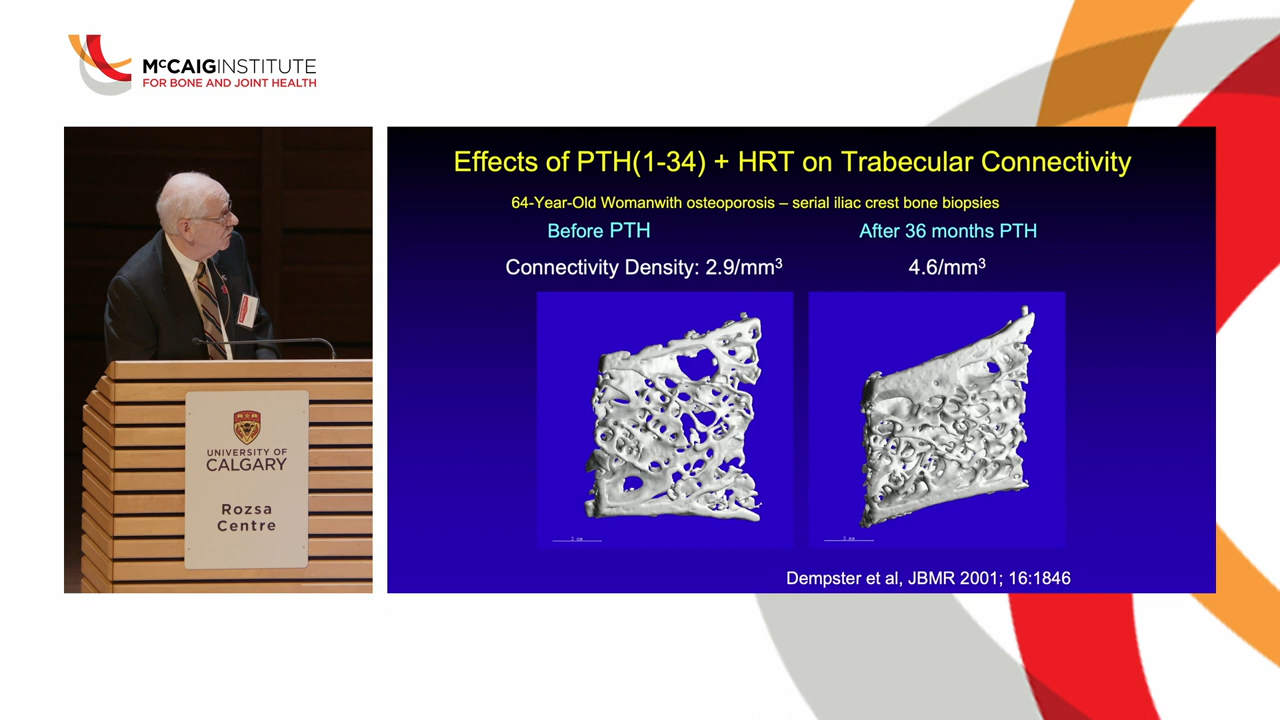 McCAIGINSTITUTE
FOR BONE AND JOINT HEALTH
UNIVERSITY OF
CALGARY
Rozsa
Centre
Effects of PTH(1-34) + HRT on Trabecular Connectivity
64-Year-Old Womanwith osteoporosis – serial iliac crest bone biopsies
Before PTH
After 36 months PTH
Connectivity Density: 2.9/mm³
4.6/mm³
Dempster et al, JBMR 2001; 16:1846